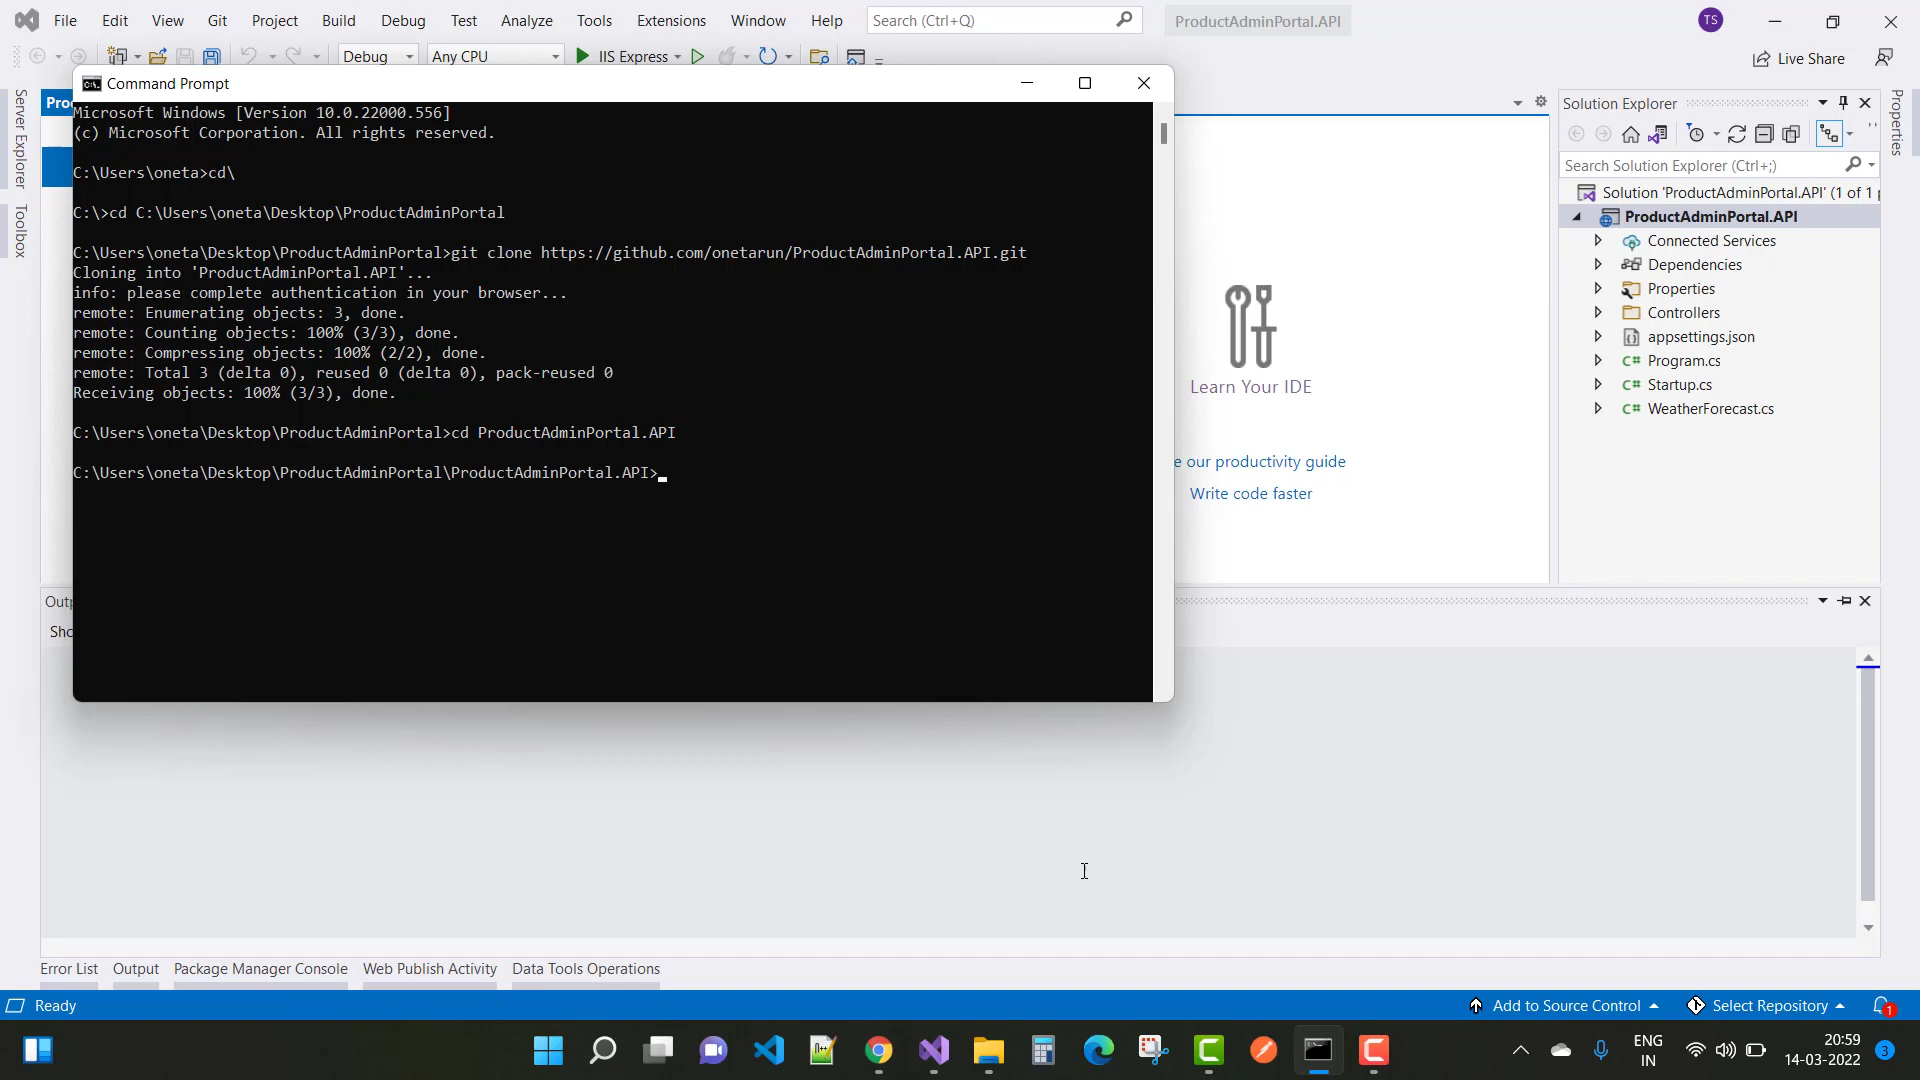 File Edit View Git Project Build Debug Test Analyze Tools Extensions Window Help Search (Ctrl+Q) ProductAdminPortal.API TS
Debug Any CPU IIS Express Live Share
Command Prompt
Microsoft Windows [Version 10.0.22000.556]
(c) Microsoft Corporation. All rights reserved.
C:\Users\oneta>cd\
C:\>cd C:\Users\oneta\Desktop\ProductAdminPortal
C:\Users\oneta\Desktop\ProductAdminPortal>git clone https://github.com/onetarun/ProductAdminPortal.API.git
Cloning into 'ProductAdminPortal.API'...
info: please complete authentication in your browser...
remote: Enumerating objects: 3, done.
remote: Counting objects: 100% (3/3), done.
remote: Compressing objects: 100% (2/2), done.
remote: Total 3 (delta 0), reused 0 (delta 0), pack-reused 0
Receiving objects: 100% (3/3), done.
C:\Users\oneta\Desktop\ProductAdminPortal>cd ProductAdminPortal.API
C:\Users\oneta\Desktop\ProductAdminPortal\ProductAdminPortal.API>
Server Explorer
Toolbox
Pro
Learn Your IDE
e our productivity guide
Write code faster
Solution Explorer
Search Solution Explorer (Ctrl+;)
Solution 'ProductAdminPortal.API' (1 of 1 p
ProductAdminPortal.API
Connected Services
Dependencies
Properties
Controllers
appsettings.json
C# Program.cs
C# Startup.cs
C# WeatherForecast.cs
Properties
Outp
Sho
Error List Output Package Manager Console Web Publish Activity Data Tools Operations
Ready Add to Source Control Select Repository 1
ENG
IN
20:59
14-03-2022
3